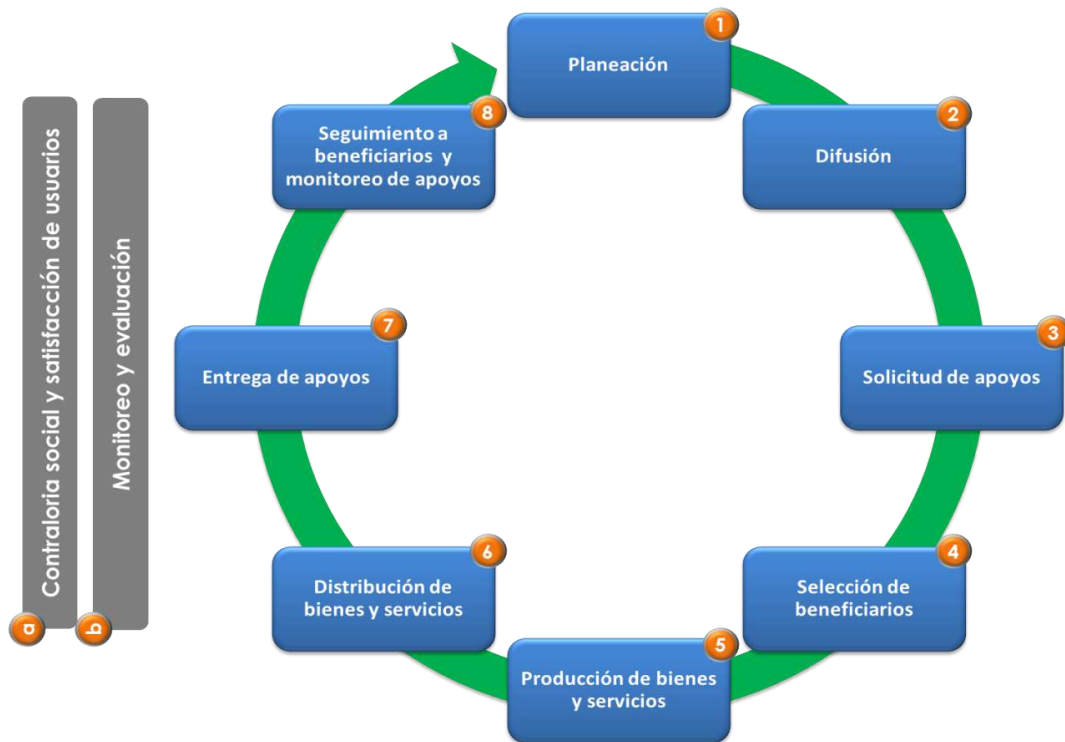 1
Planeación
2
Difusión
3
Solicitud de apoyos
4
Selección de
beneficiarios
5
Producción de bienes
y servicios
6
Distribución de
bienes y servicios
7
Entrega de apoyos
8
Seguimiento a
beneficiarios y
monitoreo de apoyos
a
Contraloria social y satisfacción de usuarios
b
Monitoreo y evaluación